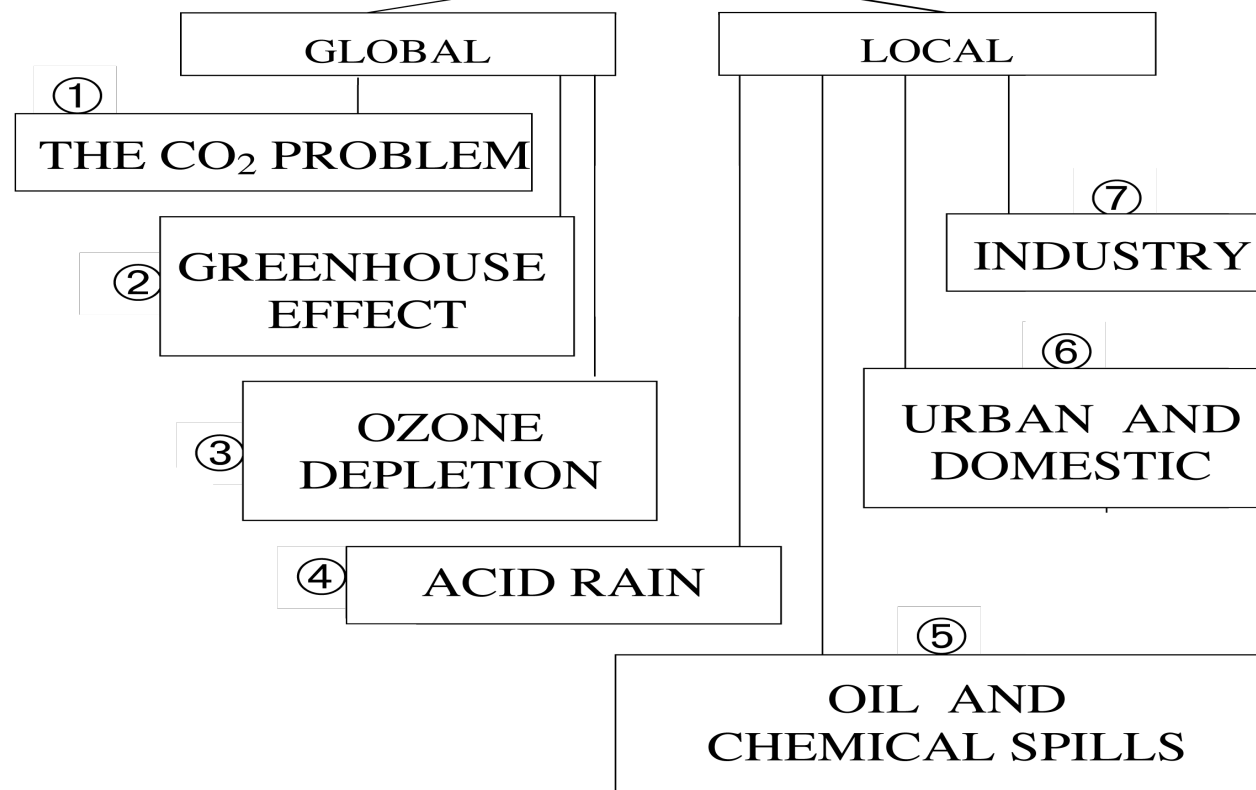 GLOBAL
LOCAL
①
THE CO₂ PROBLEM
②
GREENHOUSE
EFFECT
③
OZONE
DEPLETION
④
ACID RAIN
⑦
INDUSTRY
⑥
URBAN AND
DOMESTIC
⑤
OIL AND
CHEMICAL SPILLS